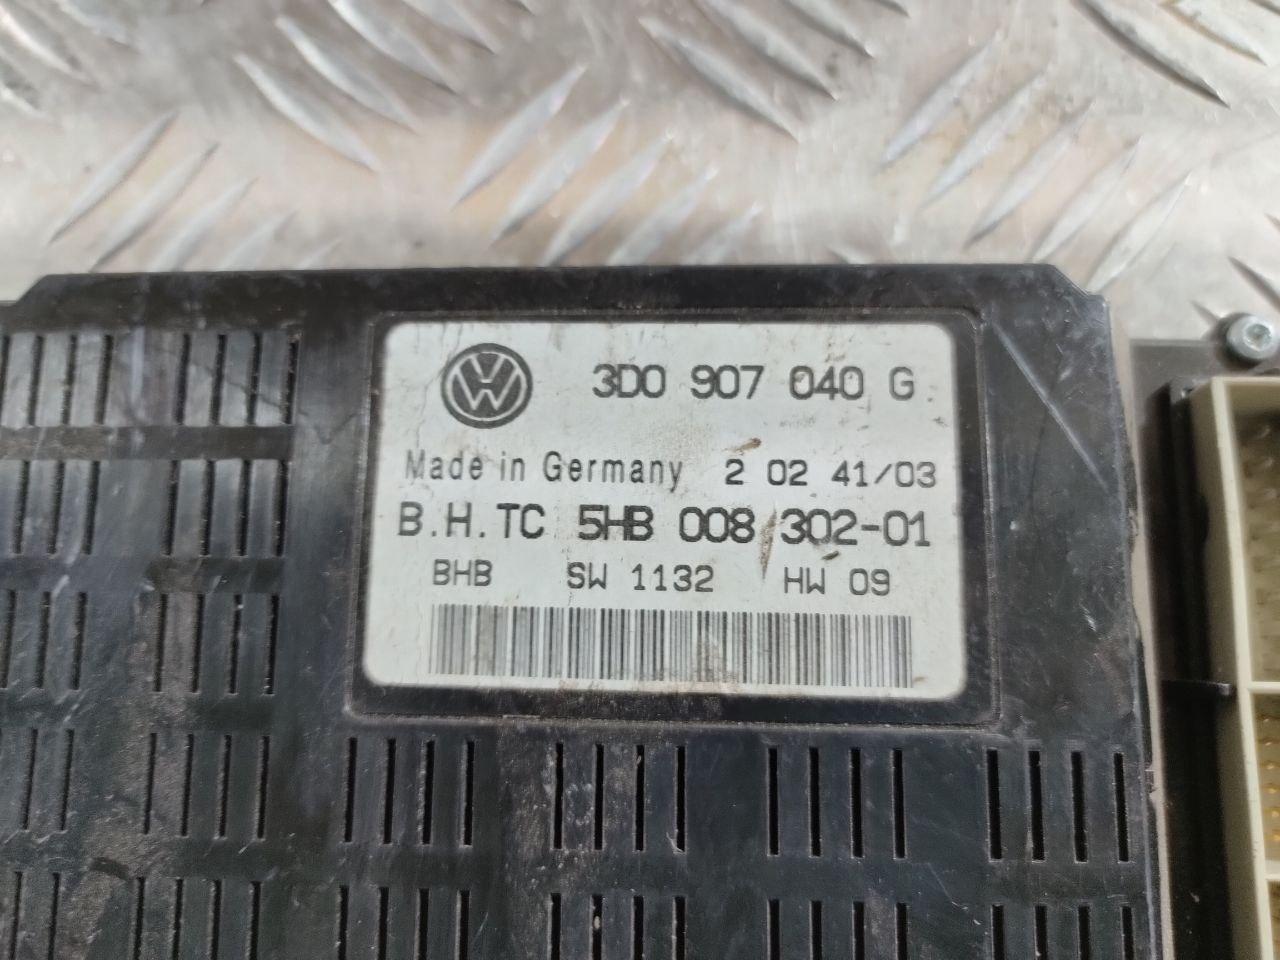 3D0 907 040 G
Made in Germany 2 02 41/03
B.H.TC 5HB 008 302-01
BHB SW 1132 HW 09